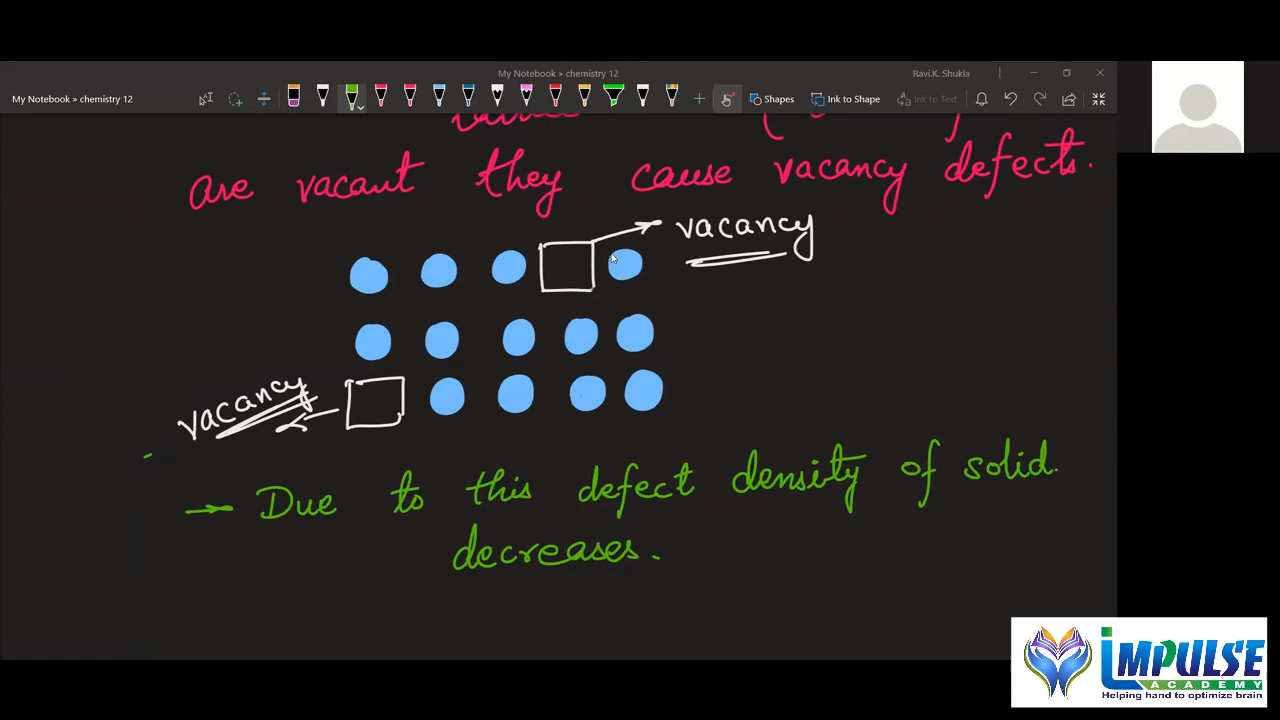 My Notebook » chemistry 12
Ravi.K. Shukla
My Notebook » chemistry 12
Shapes
Ink to Shape
Ink to Text
are vacant they cause vacancy defects.
vacancy
vacancy
→ Due to this defect density of solid
decreases.
iMPULSE
ACADEMY
Helping hand to optimize brain